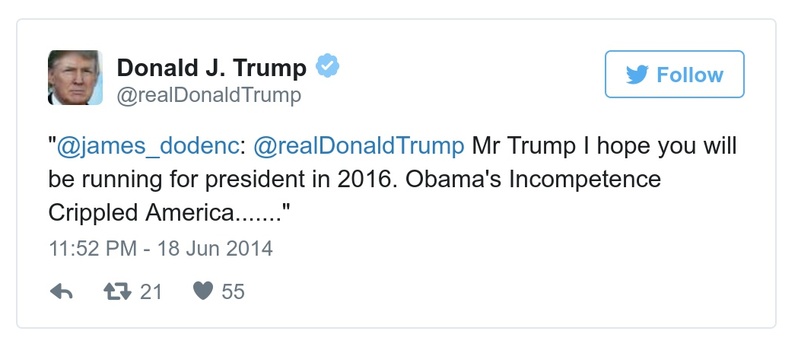 Donald J. Trump
@realDonaldTrump
Follow
"@james_dodenc: @realDonaldTrump Mr Trump I hope you will
be running for president in 2016. Obama's Incompetence
Crippled America......."
11:52 PM - 18 Jun 2014
21 55